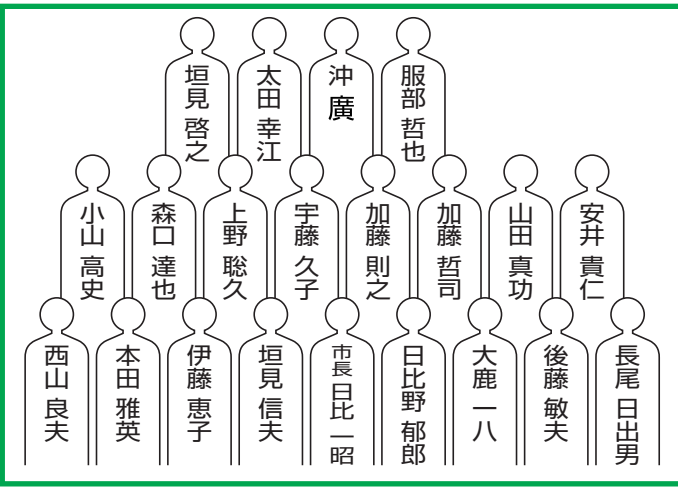 垣見 啓之
太田 幸江
沖 廣
服部 哲也
小山 高史
森口 達也
上野 聡久
宇藤 久子
加藤 則之
加藤 哲司
山田 真功
安井 貴仁
西山 良夫
本田 雅英
伊藤 恵子
垣見 信夫
市長 日比 一昭
日比野 郁郎
大鹿 一八
後藤 敏夫
長尾 日出男